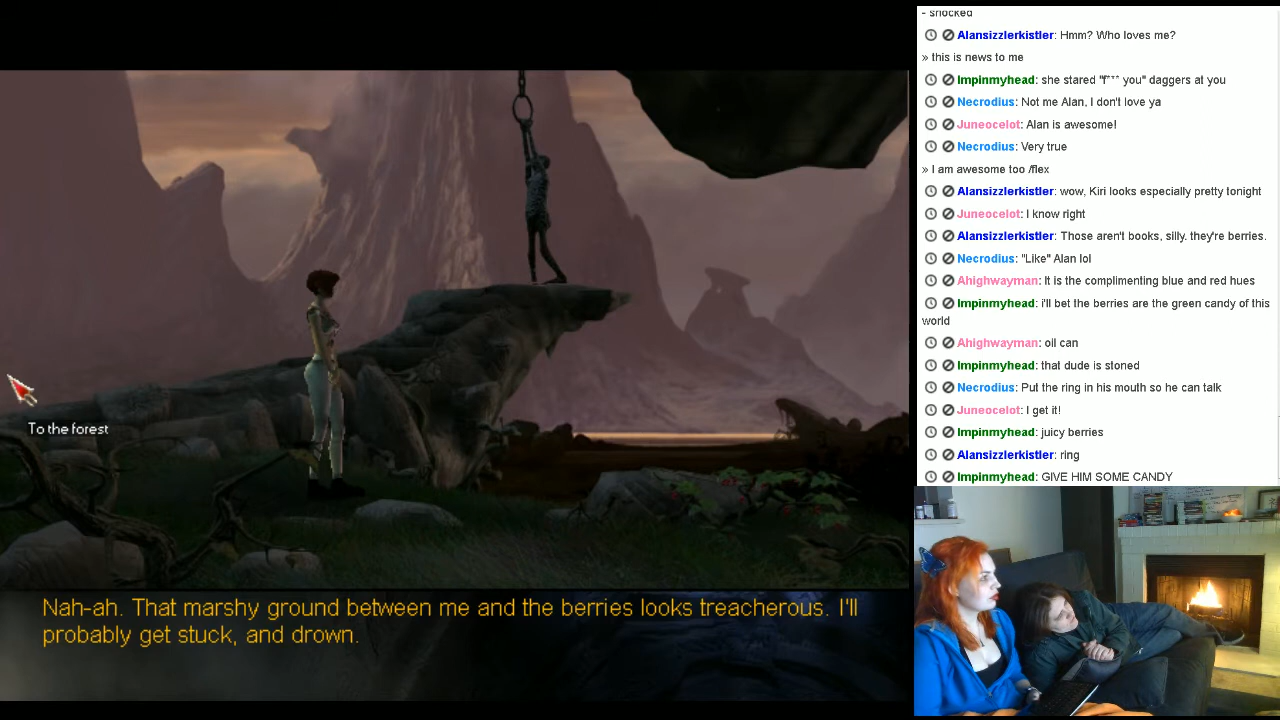 - shocked
Alansizzlerkistler: Hmm? Who loves me?
» this is news to me
Impinmyhead: she stared "f*** you" daggers at you
Necrodius: Not me Alan, I don't love ya
Juneocelot: Alan is awesome!
Necrodius: Very true
» I am awesome too /flex
Alansizzlerkistler: wow, Kiri looks especially pretty tonight
Juneocelot: I know right
Alansizzlerkistler: Those aren't books, silly. they're berries.
Necrodius: "Like" Alan lol
Ahighwayman: It is the complimenting blue and red hues
Impinmyhead: i'll bet the berries are the green candy of this
world
Ahighwayman: oil can
Impinmyhead: that dude is stoned
Necrodius: Put the ring in his mouth so he can talk
Juneocelot: I get it!
Impinmyhead: juicy berries
Alansizzlerkistler: ring
Impinmyhead: GIVE HIM SOME CANDY
To the forest
Nah-ah. That marshy ground between me and the berries looks treacherous. I'll
probably get stuck, and drown.